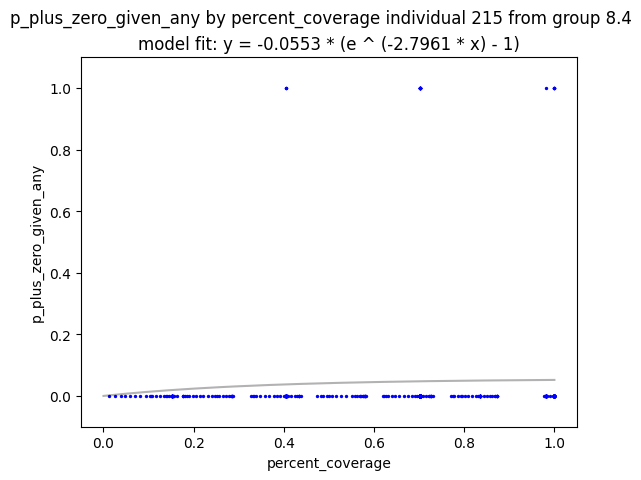 p_plus_zero_given_any by percent_coverage individual 215 from group 8.4
model fit: y = -0.0553 * (e ^ (-2.7961 * x) - 1)
1.0
0.8
0.6
0.4
0.2
0.0
p_plus_zero_given_any
0.0 0.2 0.4 0.6 0.8 1.0
percent_coverage